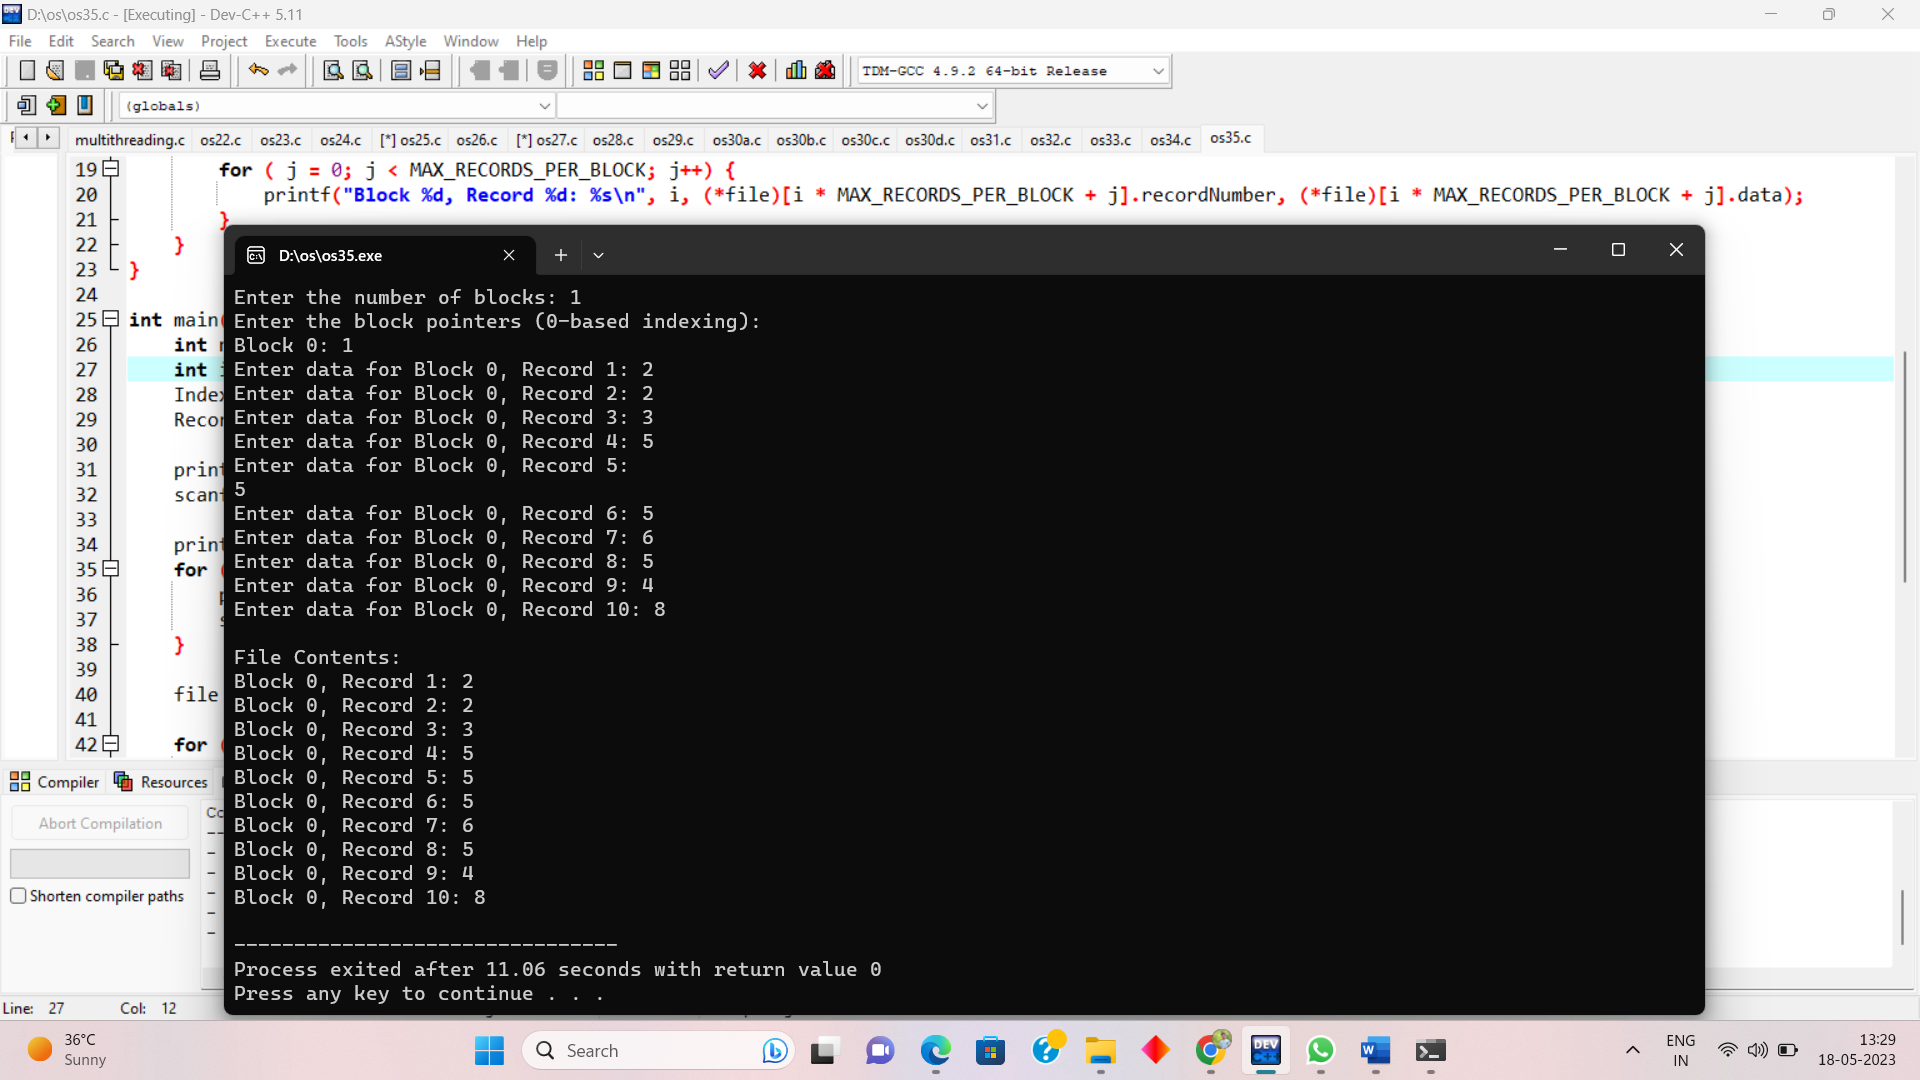 D:\os\os35.c - [Executing] - Dev-C++ 5.11
File Edit Search View Project Execute Tools AStyle Window Help
TDM-GCC 4.9.2 64-bit Release
(globals)
multithreading.c os22.c os23.c os24.c [*] os25.c os26.c [*] os27.c os28.c os29.c os30a.c os30b.c os30c.c os30d.c os31.c os32.c os33.c os34.c os35.c
19 for ( j = 0; j < MAX_RECORDS_PER_BLOCK; j++) {
20 printf("Block %d, Record %d: %s\n", i, (*file)[i * MAX_RECORDS_PER_BLOCK + j].recordNumber, (*file)[i * MAX_RECORDS_PER_BLOCK + j].data);
21 }
22 }
23 }
24
25 int main
26 int
27 int
28 Index
29 Recor
30
31 print
32 scanf
33
34 print
35 for
36
37
38 }
39
40 file
41
42 for
D:\os\os35.exe
Enter the number of blocks: 1
Enter the block pointers (0-based indexing):
Block 0: 1
Enter data for Block 0, Record 1: 2
Enter data for Block 0, Record 2: 2
Enter data for Block 0, Record 3: 3
Enter data for Block 0, Record 4: 5
Enter data for Block 0, Record 5:
5
Enter data for Block 0, Record 6: 5
Enter data for Block 0, Record 7: 6
Enter data for Block 0, Record 8: 5
Enter data for Block 0, Record 9: 4
Enter data for Block 0, Record 10: 8
File Contents:
Block 0, Record 1: 2
Block 0, Record 2: 2
Block 0, Record 3: 3
Block 0, Record 4: 5
Block 0, Record 5: 5
Block 0, Record 6: 5
Block 0, Record 7: 6
Block 0, Record 8: 5
Block 0, Record 9: 4
Block 0, Record 10: 8
--------------------------------
Process exited after 11.06 seconds with return value 0
Press any key to continue . . .
Compiler Resources
Abort Compilation
Shorten compiler paths
Line: 27 Col: 12
36°C
Sunny
Search
ENG
IN
13:29
18-05-2023